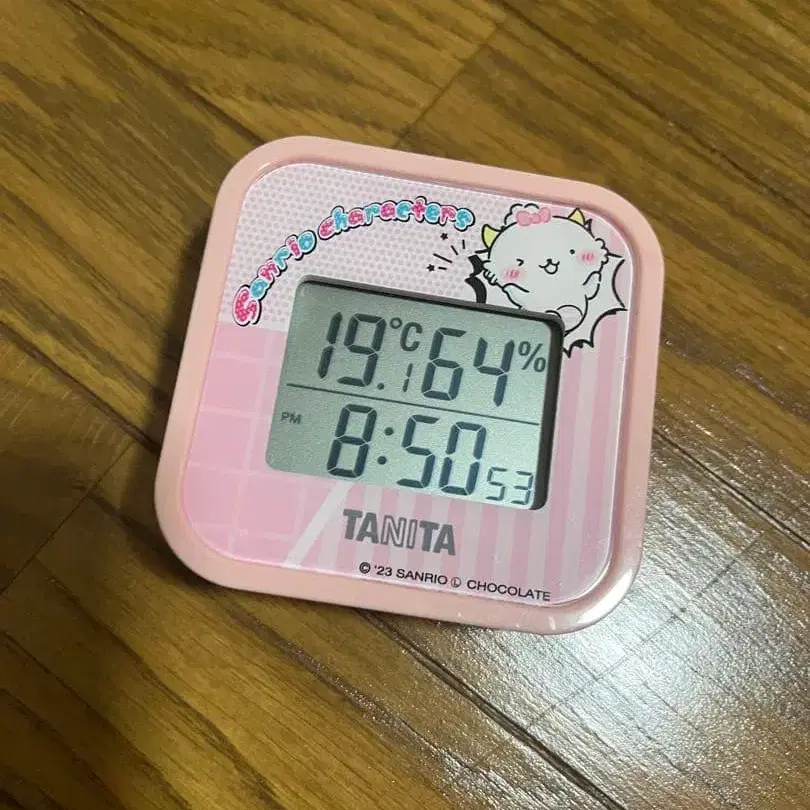 Sanrio characters
19.1°C 64%
PM 8:50 53
TANITA
© '23 SANRIO Ⓛ CHOCOLATE